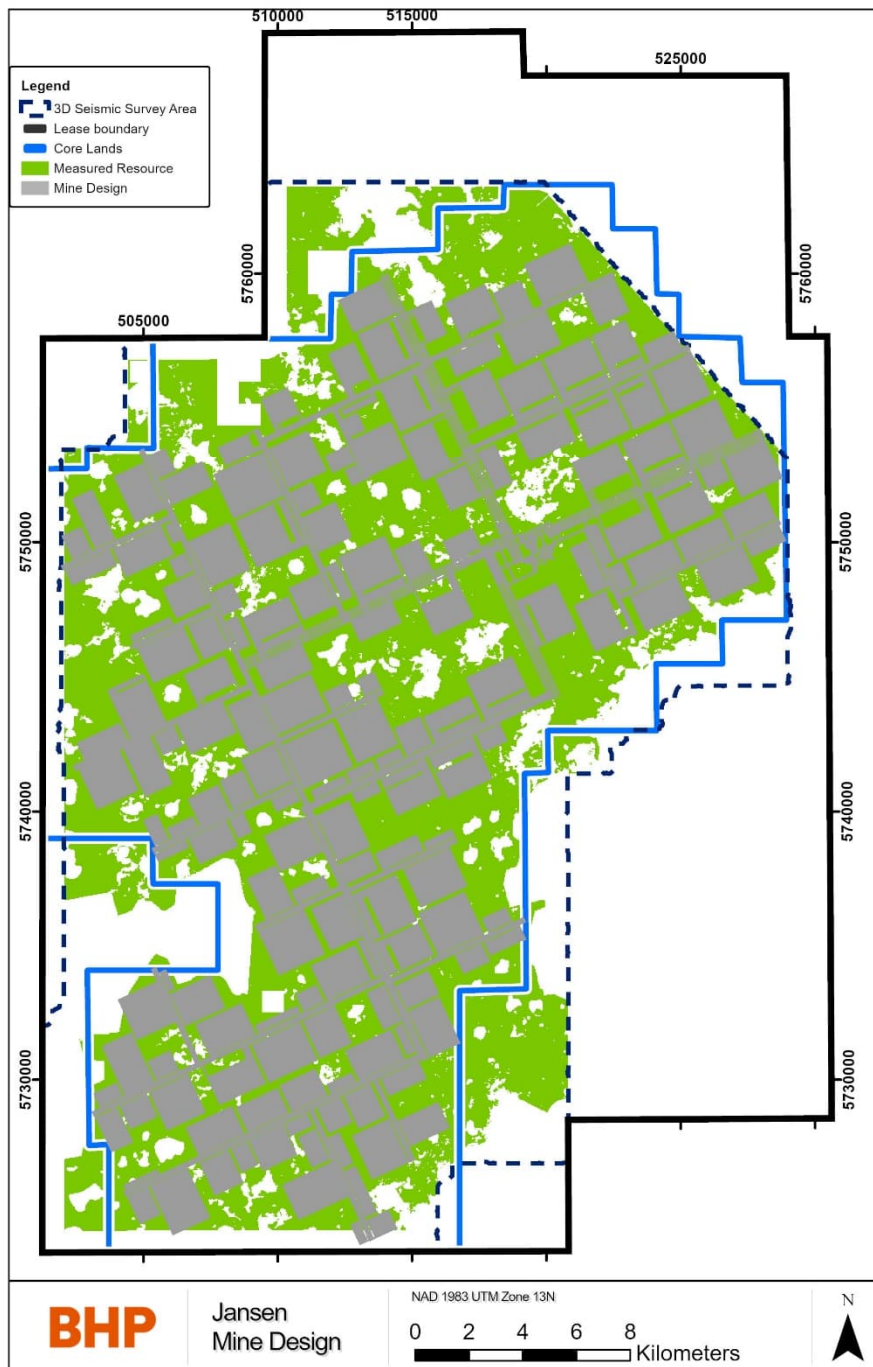 510000 515000
525000
Legend
3D Seismic Survey Area
Lease boundary
Core Lands
Measured Resource
Mine Design
5760000 5760000
505000
5750000 5750000
5740000 5740000
5730000 5730000
BHP
Jansen
Mine Design
NAD 1983 UTM Zone 13N
0 2 4 6 8
Kilometers
N